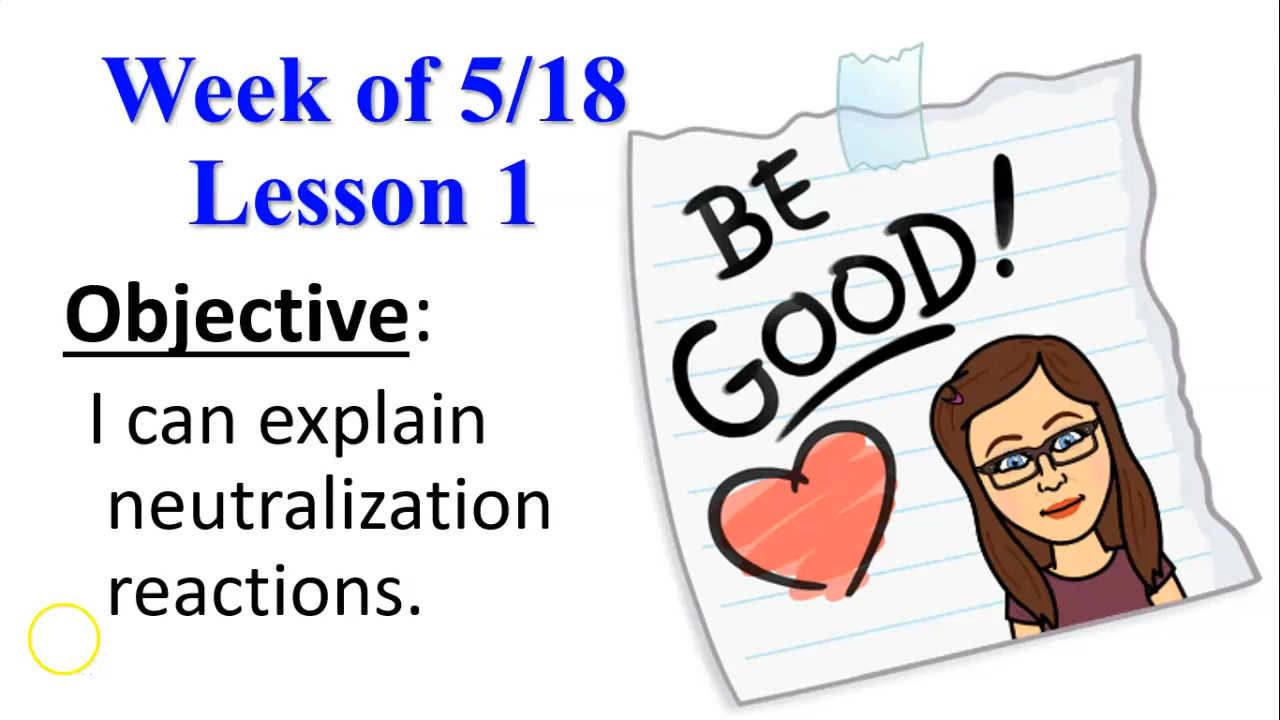 Week of 5/18
Lesson 1
Objective:
I can explain
neutralization
reactions.
BE
GOOD!